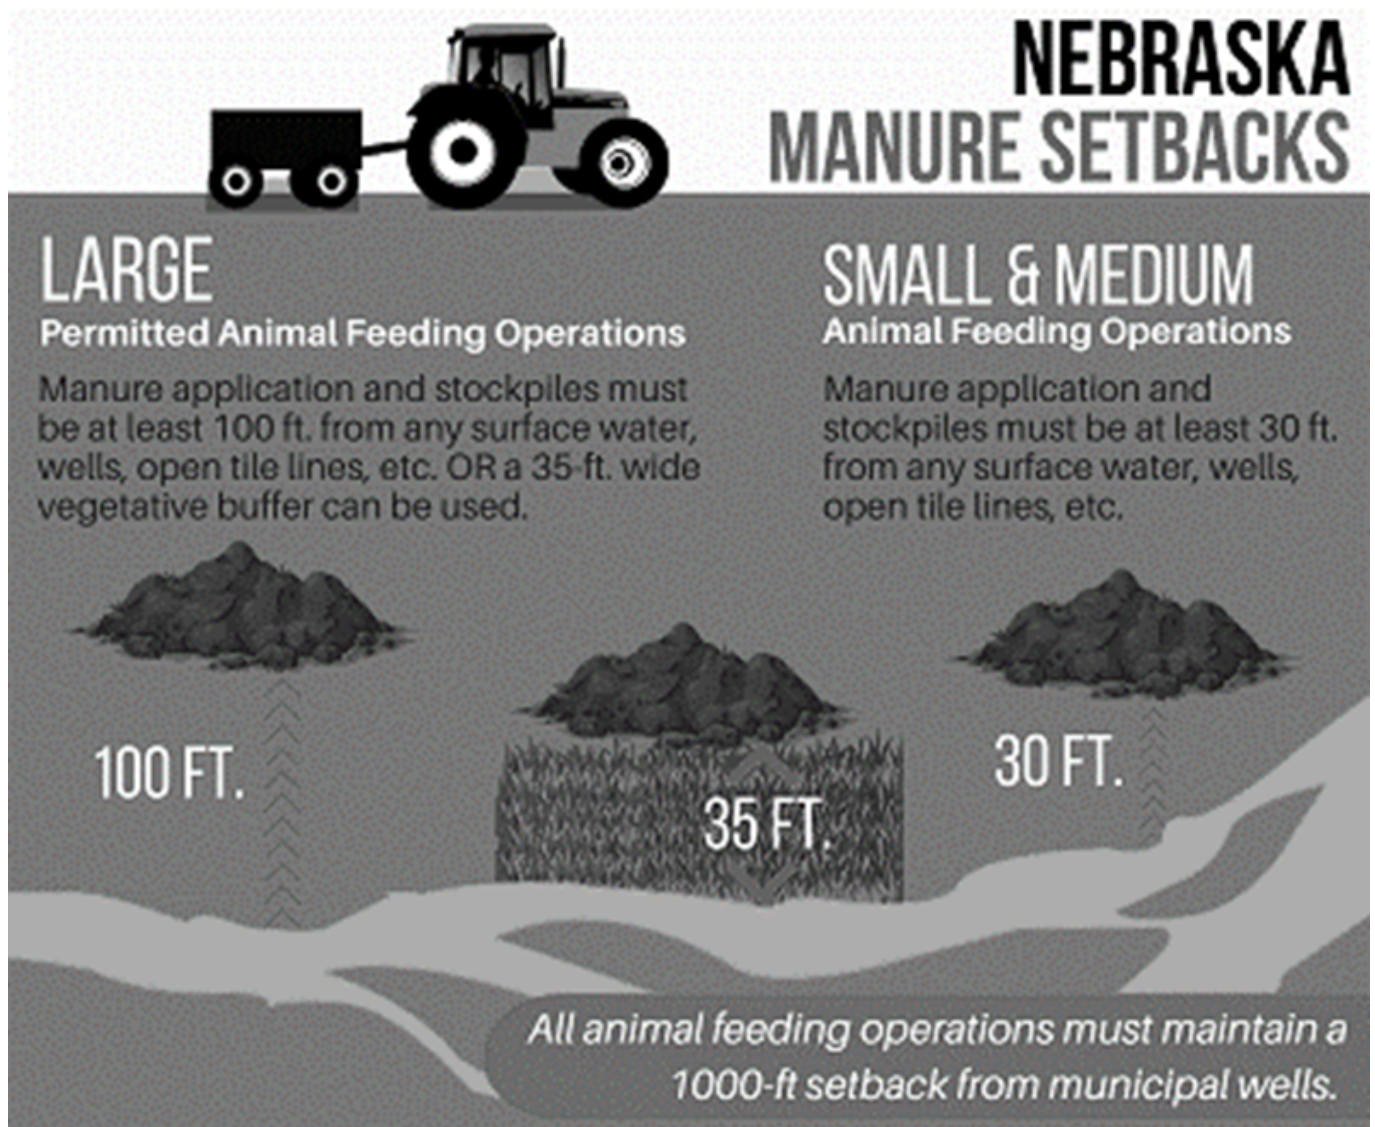 NEBRASKA
MANURE SETBACKS
LARGE
Permitted Animal Feeding Operations
Manure application and stockpiles must
be at least 100 ft. from any surface water,
wells, open tile lines, etc. OR a 35-ft. wide
vegetative buffer can be used.
SMALL & MEDIUM
Animal Feeding Operations
Manure application and
stockpiles must be at least 30 ft.
from any surface water, wells,
open tile lines, etc.
100 FT.
35 FT.
30 FT.
All animal feeding operations must maintain a
1000-ft setback from municipal wells.